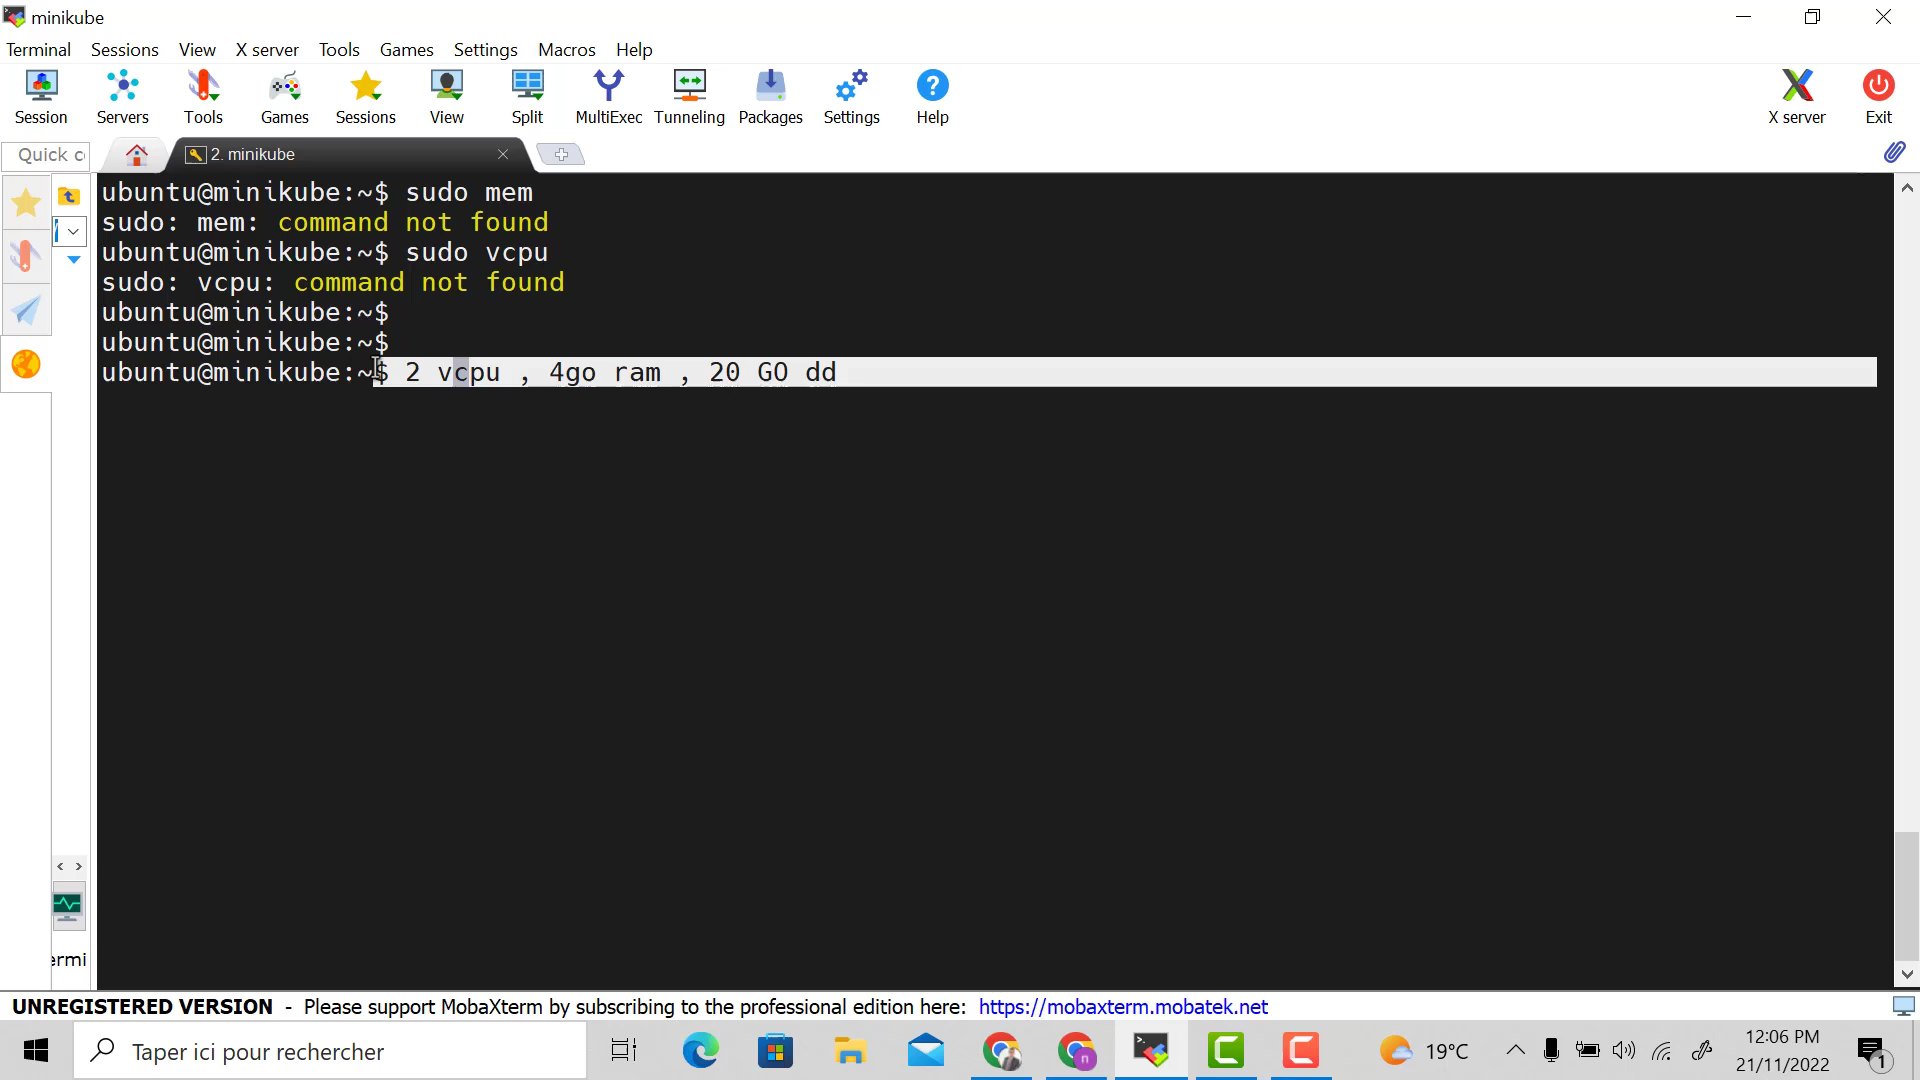 minikube
Terminal Sessions View X server Tools Games Settings Macros Help
Session Servers Tools Games Sessions View Split MultiExec Tunneling Packages Settings Help X server Exit
Quick c
2. minikube
ubuntu@minikube:~$ sudo mem
sudo: mem: command not found
ubuntu@minikube:~$ sudo vcpu
sudo: vcpu: command not found
ubuntu@minikube:~$
ubuntu@minikube:~$
ubuntu@minikube:~$ 2 vcpu , 4go ram , 20 GO dd
ermi
UNREGISTERED VERSION - Please support MobaXterm by subscribing to the professional edition here: https://mobaxterm.mobatek.net
Taper ici pour rechercher
19°C
12:06 PM
21/11/2022
1